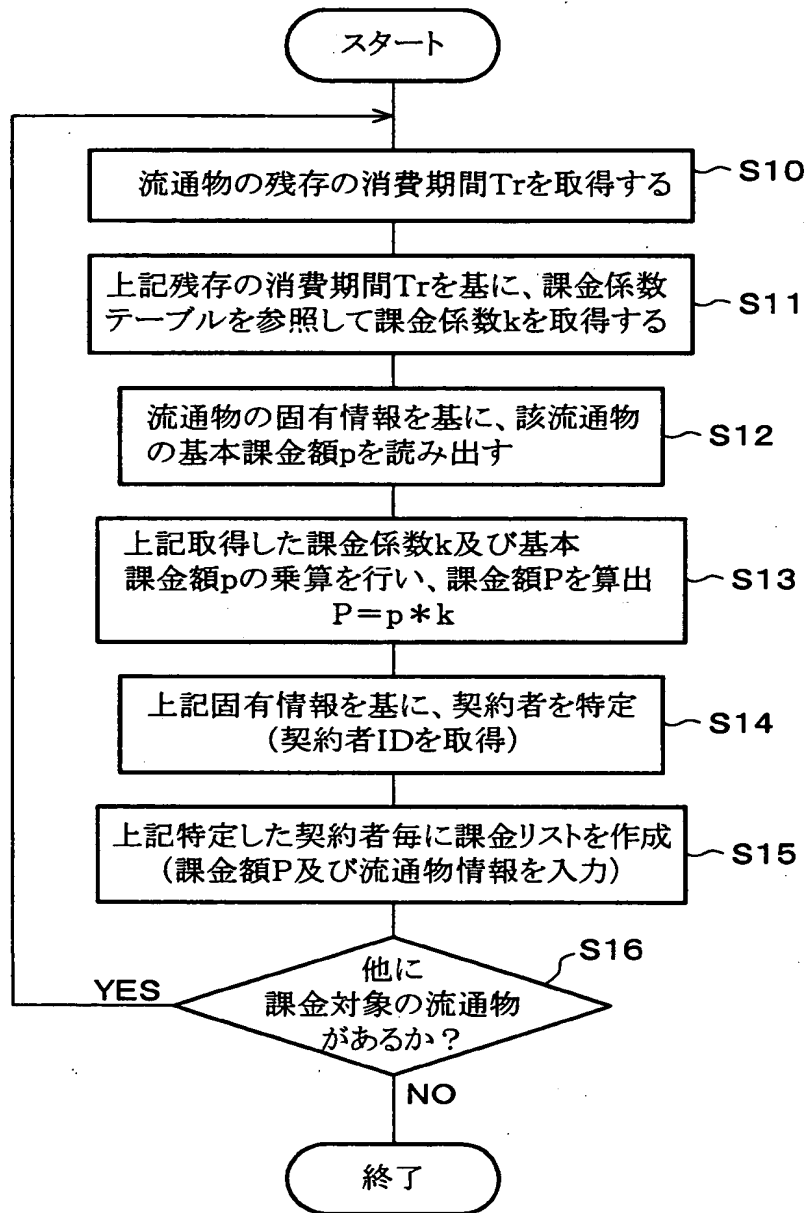 スタート
流通物の残存の消費期間Trを取得する
S10
上記残存の消費期間Trを基に、課金係数
テーブルを参照して課金係数kを取得する
S11
流通物の固有情報を基に、該流通物
の基本課金額pを読み出す
S12
上記取得した課金係数k及び基本
課金額pの乗算を行い、課金額Pを算出
P=p*k
S13
上記固有情報を基に、契約者を特定
(契約者IDを取得)
S14
上記特定した契約者毎に課金リストを作成
(課金額P及び流通物情報を入力)
S15
他に
課金対象の流通物
があるか?
S16
YES
NO
終了